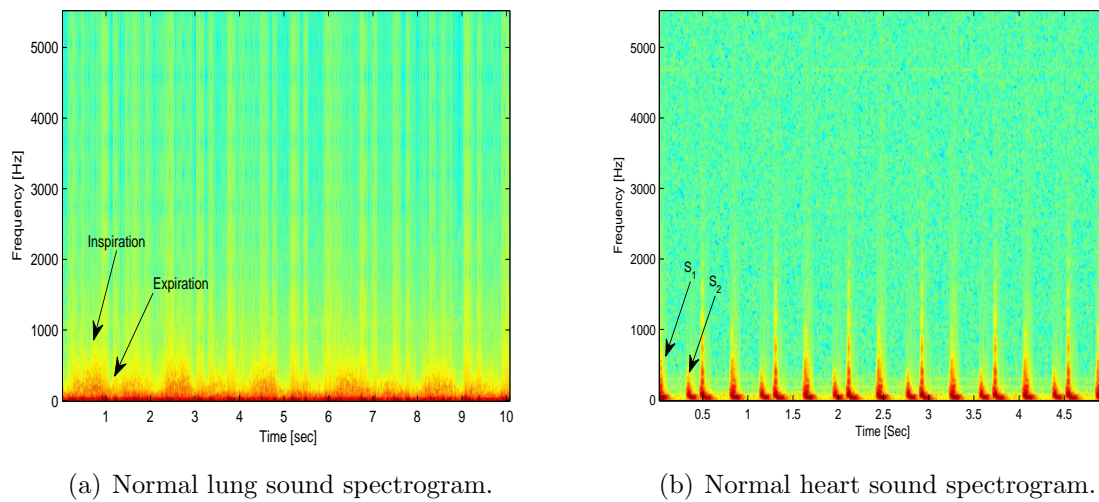 5000
4000
3000
2000
1000
0
Frequency [Hz]
Inspiration
Expiration
1 2 3 4 5 6 7 8 9 10
Time [sec]
(a) Normal lung sound spectrogram.
5000
4000
3000
2000
1000
0
Frequency [Hz]
S1
S2
0.5 1 1.5 2 2.5 3 3.5 4 4.5
Time [Sec]
(b) Normal heart sound spectrogram.